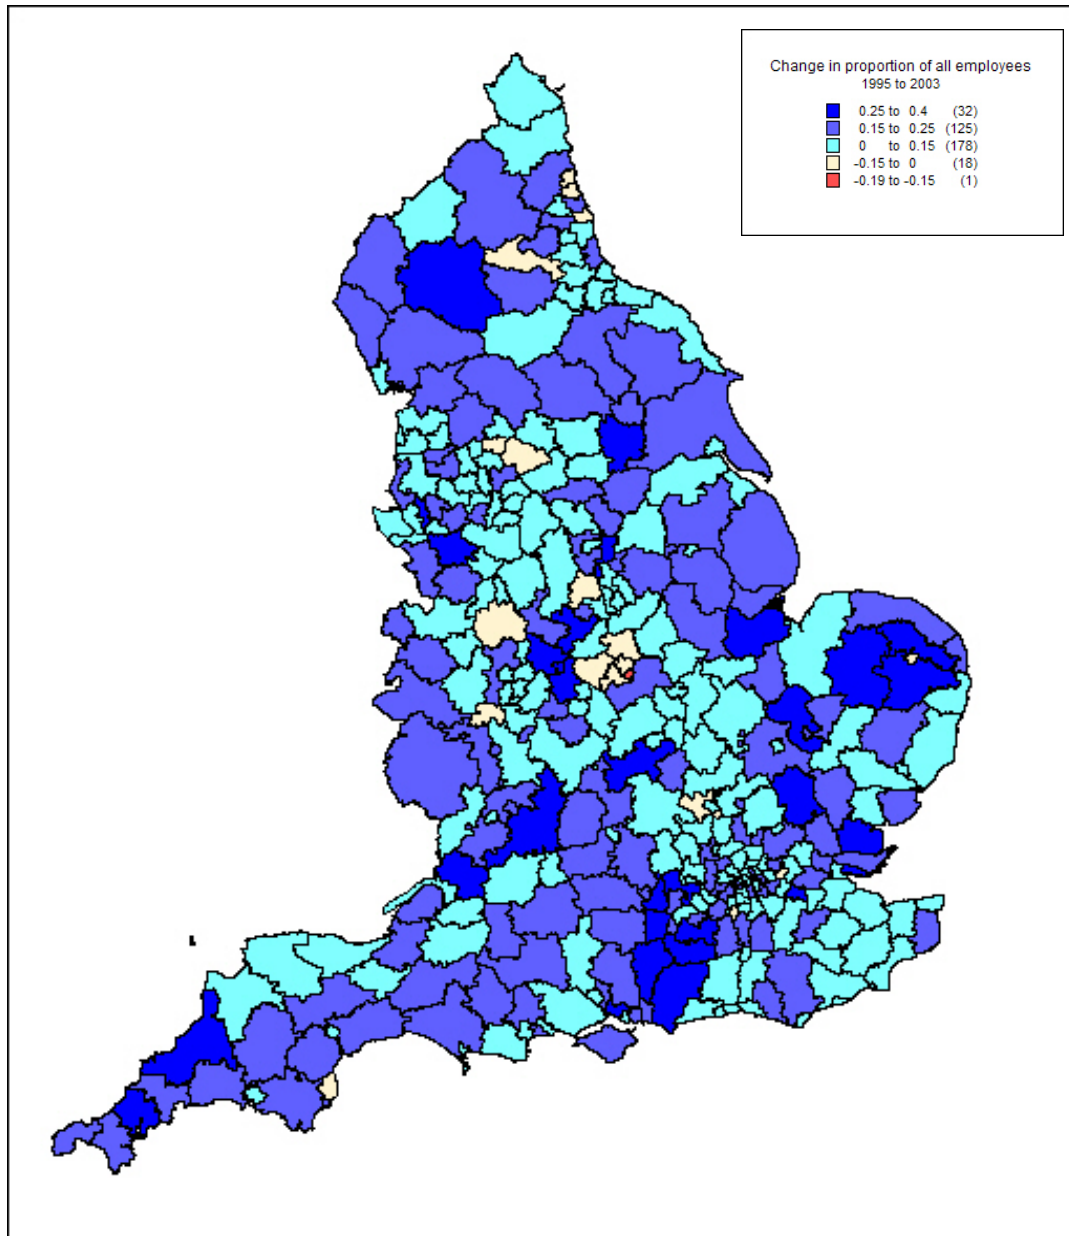 Change in proportion of all employees
1995 to 2003
0.25 to 0.4 (32)
0.15 to 0.25 (125)
0 to 0.15 (178)
-0.15 to 0 (18)
-0.19 to -0.15 (1)